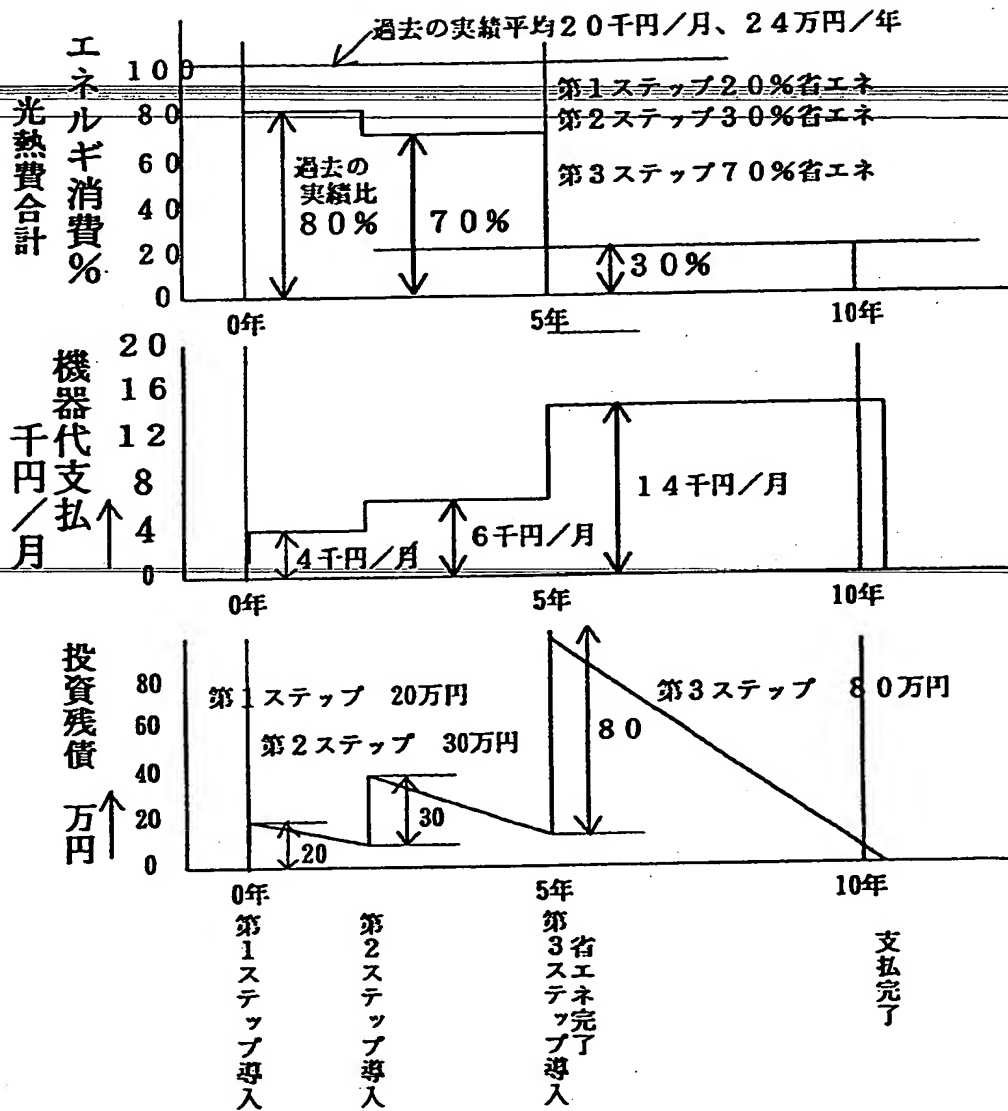 過去の実績平均20千円/月、24万円/年
エネルギ消費%
光熱費合計
100
80
60
40
20
0
第1ステップ20%省エネ
第2ステップ30%省エネ
第3ステップ70%省エネ
過去の
実績比
80%
70%
30%
0年
5年
10年
機器代支払
千円/月
20
16
12
8
4
0
4千円/月
6千円/月
14千円/月
0年
5年
10年
投資残債
万円
80
60
40
20
0
第1ステップ 20万円
第2ステップ 30万円
第3ステップ 80万円
20
30
80
0年
5年
10年
第1ステップ導入
第2ステップ導入
第3ステップ導入
省エネ完了
支払完了